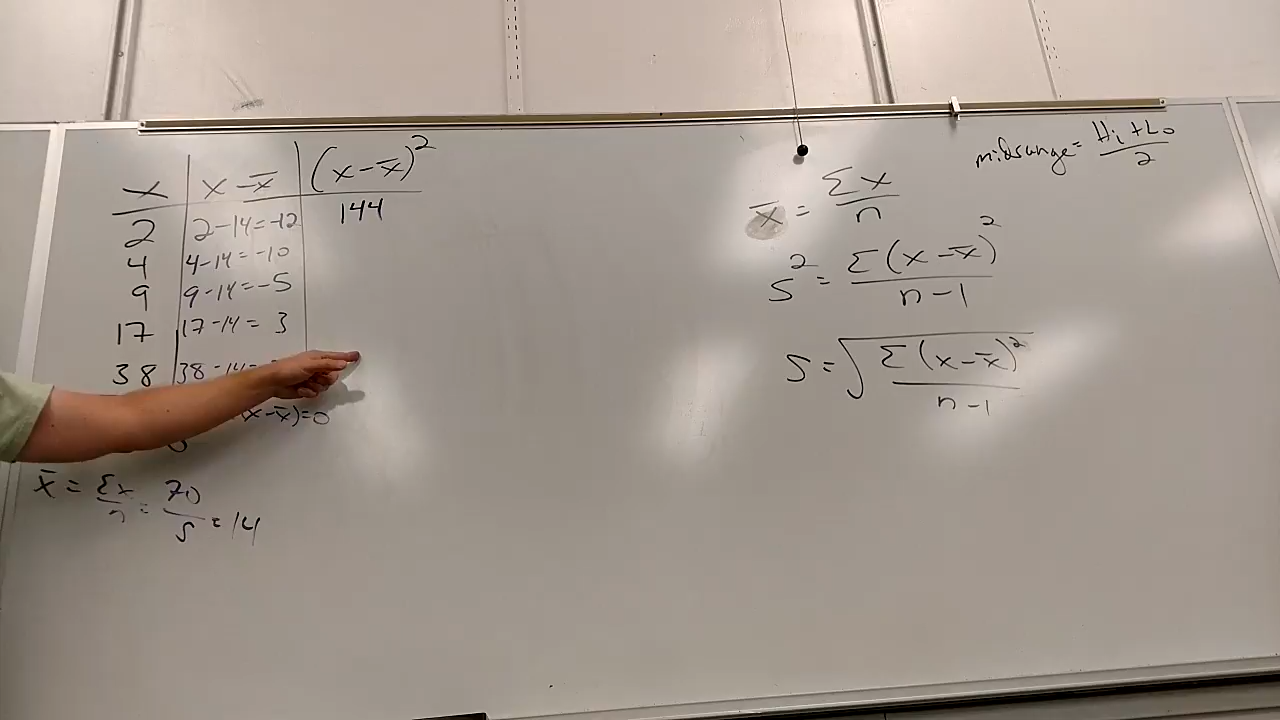 x | x - x̄ | (x - x̄)²
2 | 2 - 14 = -12 | 144
4 | 4 - 14 = -10
9 | 9 - 14 = -5
17 | 17 - 14 = 3
38 | 38 - 14 =
(x - x̄) = 0
x̄ = Σx/n = 70/5 = 14
midrange = Hi + Lo / 2
x̄ = Σx / n
s² = Σ(x - x̄)² / n - 1
s = √(Σ(x - x̄)² / n - 1)